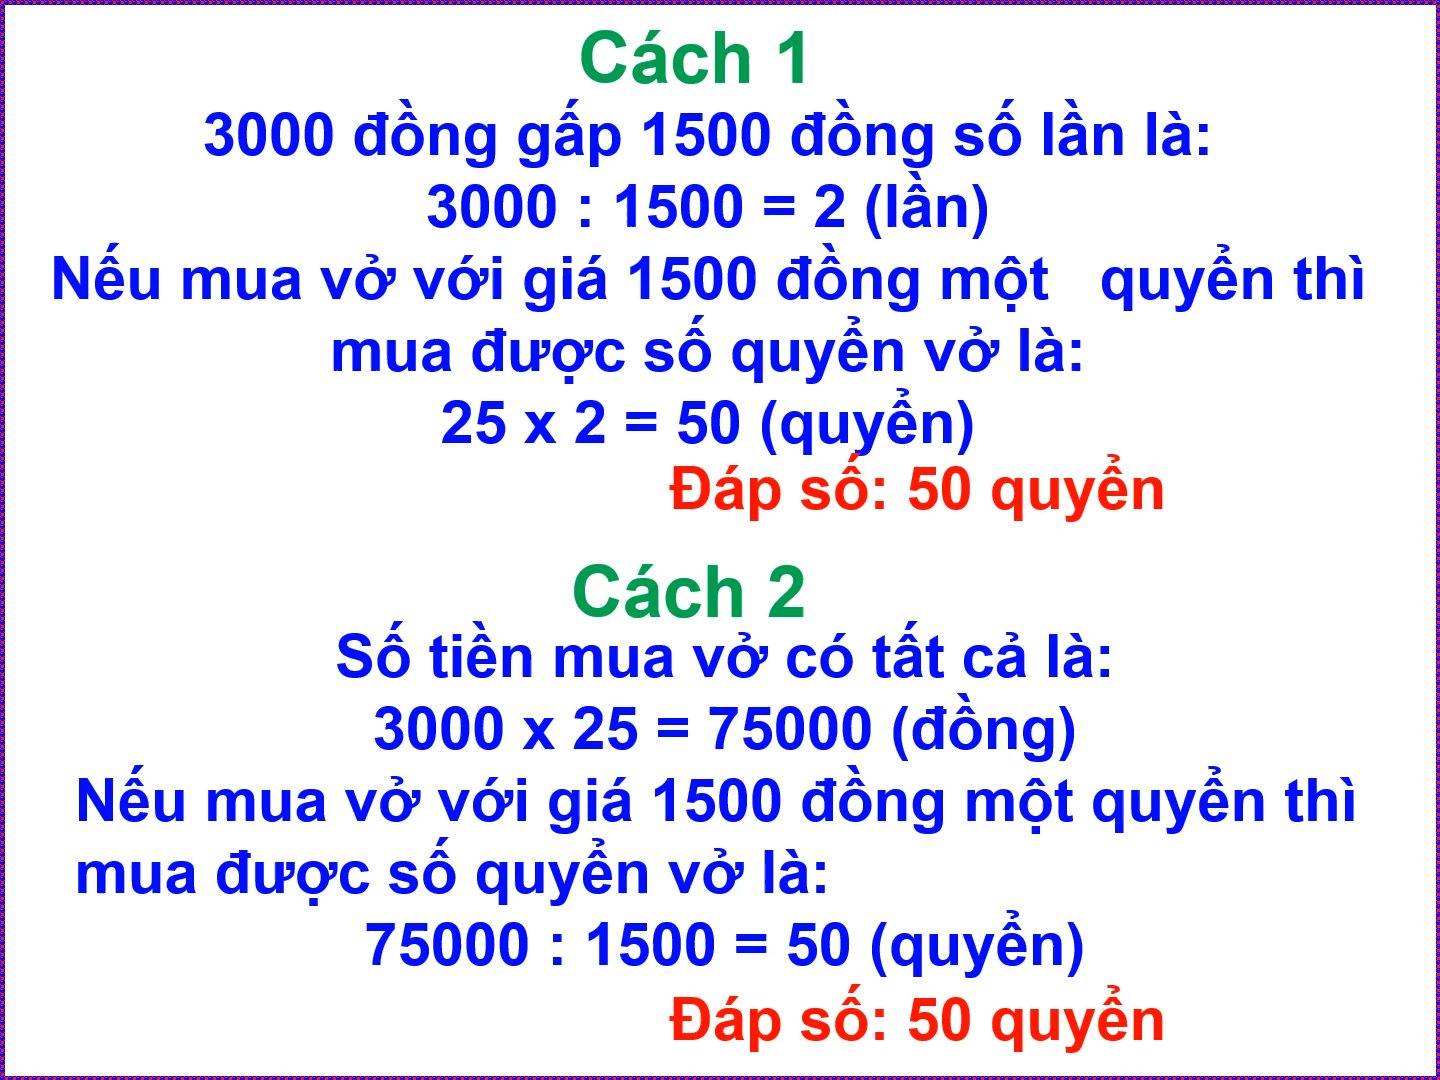 Cách 1
3000 đồng gấp 1500 đồng số lần là:
3000 : 1500 = 2 (lần)
Nếu mua vở với giá 1500 đồng một quyển thì
mua được số quyển vở là:
25 x 2 = 50 (quyển)
Đáp số: 50 quyển
Cách 2
Số tiền mua vở có tất cả là:
3000 x 25 = 75000 (đồng)
Nếu mua vở với giá 1500 đồng một quyển thì
mua được số quyển vở là:
75000 : 1500 = 50 (quyển)
Đáp số: 50 quyển